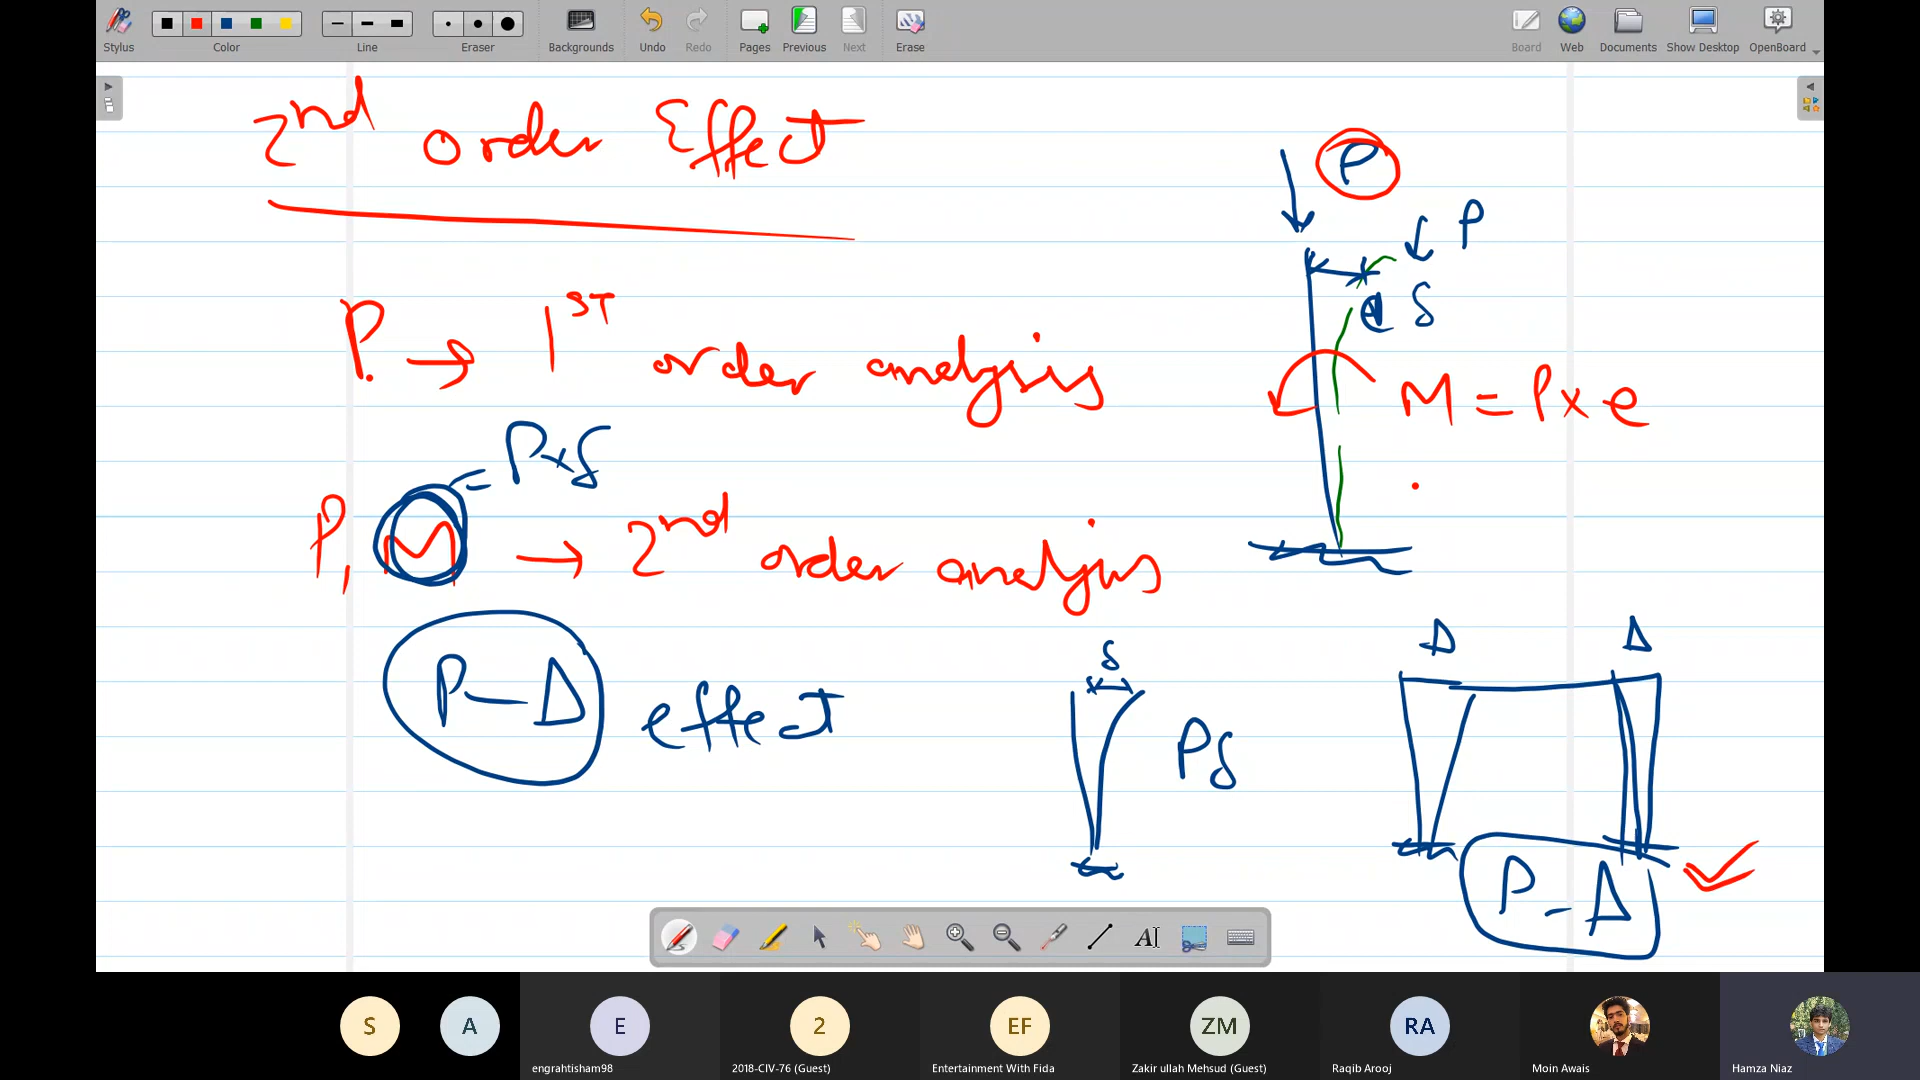 Stylus
Color
Line
Eraser
Backgrounds
Undo
Redo
Pages
Previous
Next
Erase
Board
Web
Documents
Show Desktop
OpenBoard
2nd order Effect
P
P
e δ
P. → 1ST order analysis
M = P x e
= P x δ
P, M → 2nd order analysis
P - Δ effect
δ
Pδ
Δ Δ
P - Δ
S
A
E
2
EF
ZM
RA
engrahtisham98
2018-CIV-76 (Guest)
Entertainment With Fida
Zakir ullah Mehsud (Guest)
Raqib Arooj
Moin Awais
Hamza Niaz